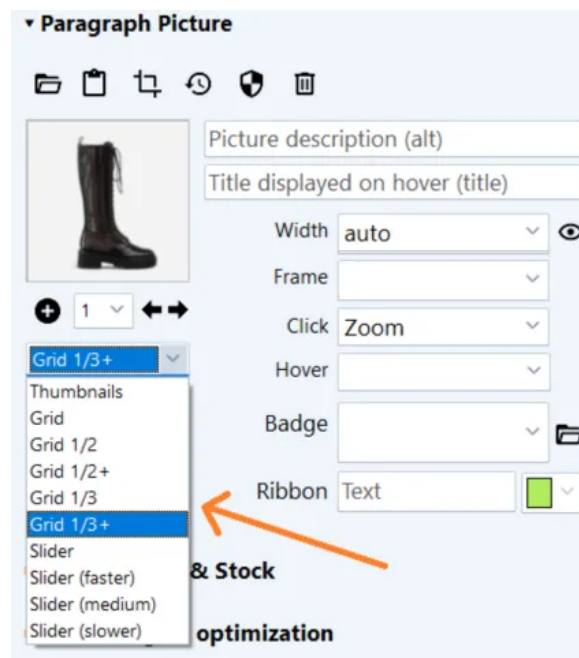 Paragraph Picture
Picture description (alt)
Title displayed on hover (title)
Width auto
Frame
1
Click Zoom
Grid 1/3+
Hover
Thumbnails
Grid
Badge
Grid 1/2
Grid 1/2+
Grid 1/3
Ribbon Text
Grid 1/3+
Slider
Slider (faster)
& Stock
Slider (medium)
Slider (slower)
optimization